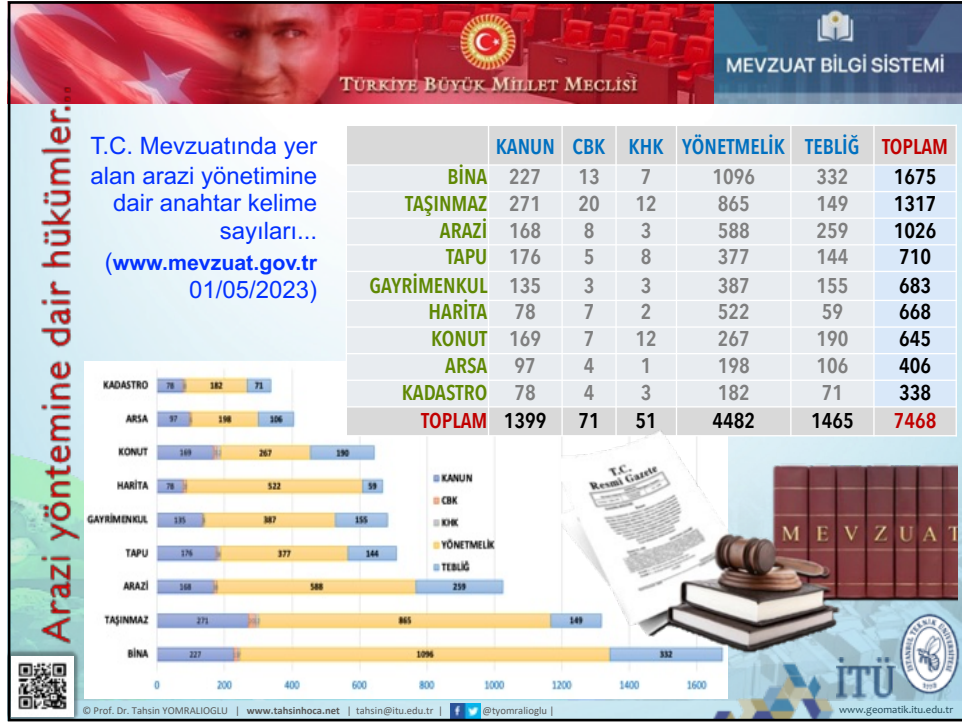 TÜRKİYE BÜYÜK MİLLET MECLİSİ
MEVZUAT BİLGİ SİSTEMİ
Arazi yöntemine dair hükümler...
T.C. Mevzuatında yer
alan arazi yönetimine
dair anahtar kelime
sayıları...
(www.mevzuat.gov.tr
01/05/2023)
KANUN CBK KHK YÖNETMELİK TEBLİĞ TOPLAM
BİNA 227 13 7 1096 332 1675
TAŞINMAZ 271 20 12 865 149 1317
ARAZİ 168 8 3 588 259 1026
TAPU 176 5 8 377 144 710
GAYRİMENKUL 135 3 3 387 155 683
HARİTA 78 7 2 522 59 668
KONUT 169 7 12 267 190 645
ARSA 97 4 1 198 106 406
KADASTRO 78 4 3 182 71 338
TOPLAM 1399 71 51 4482 1465 7468
KADASTRO 78 182 71
ARSA 97 198 106
KONUT 169 267 190
HARİTA 78 522 59
GAYRİMENKUL 135 387 155
TAPU 176 377 144
ARAZİ 168 588 259
TAŞINMAZ 271 865 149
BİNA 227 1096 332
0 200 400 600 800 1000 1200 1400 1600
KANUN
CBK
KHK
YÖNETMELİK
TEBLİĞ
T.C.
Resmi Gazete
MEVZUAT
İSTANBUL TEKNİK ÜNİVERSİTESİ
1773
İTÜ
© Prof. Dr. Tahsin YOMRALIOGLU | www.tahsinhoca.net | tahsin@itu.edu.tr | @tyomralioglu |
www.geomatik.itu.edu.tr